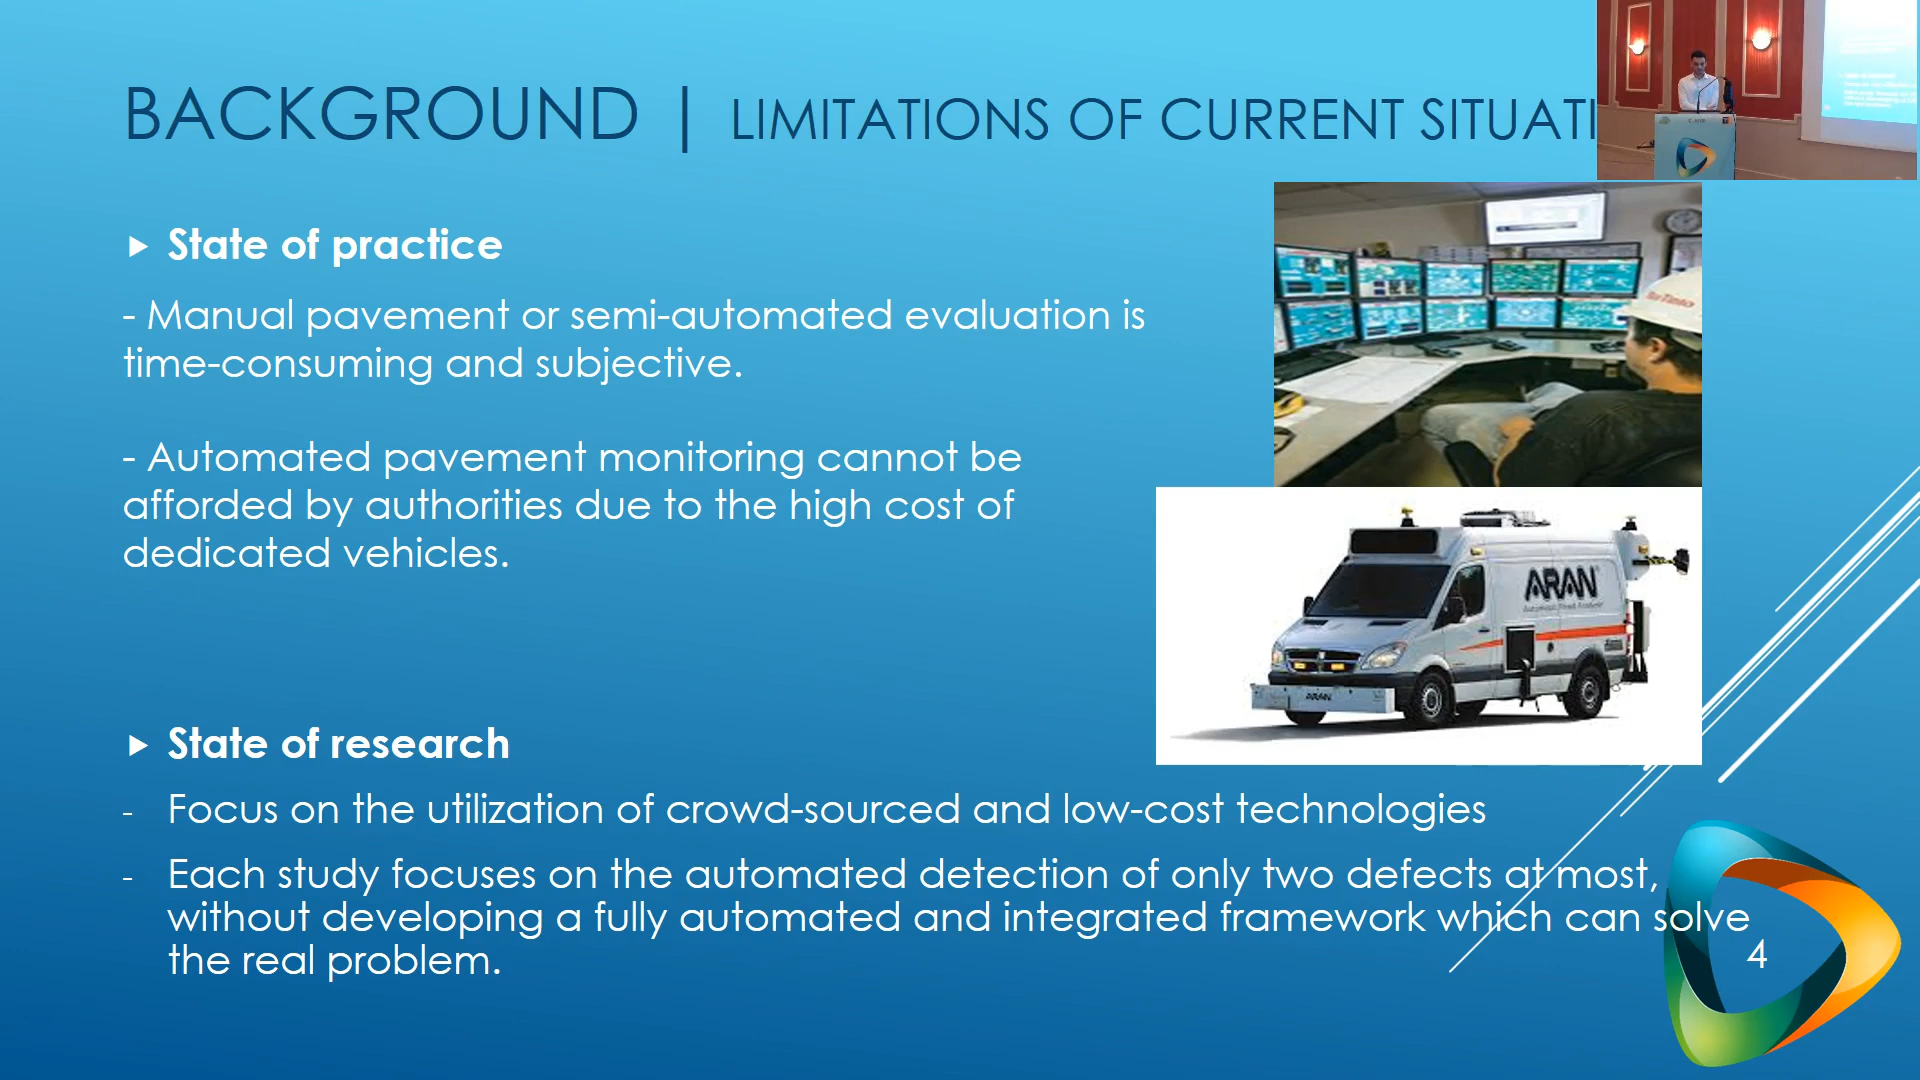 BACKGROUND | LIMITATIONS OF CURRENT SITUATI
State of practice
- Manual pavement or semi-automated evaluation is
time-consuming and subjective.
- Automated pavement monitoring cannot be
afforded by authorities due to the high cost of
dedicated vehicles.
ARAN
ARAN
State of research
- Focus on the utilization of crowd-sourced and low-cost technologies
- Each study focuses on the automated detection of only two defects at most,
without developing a fully automated and integrated framework which can solve
the real problem.
4